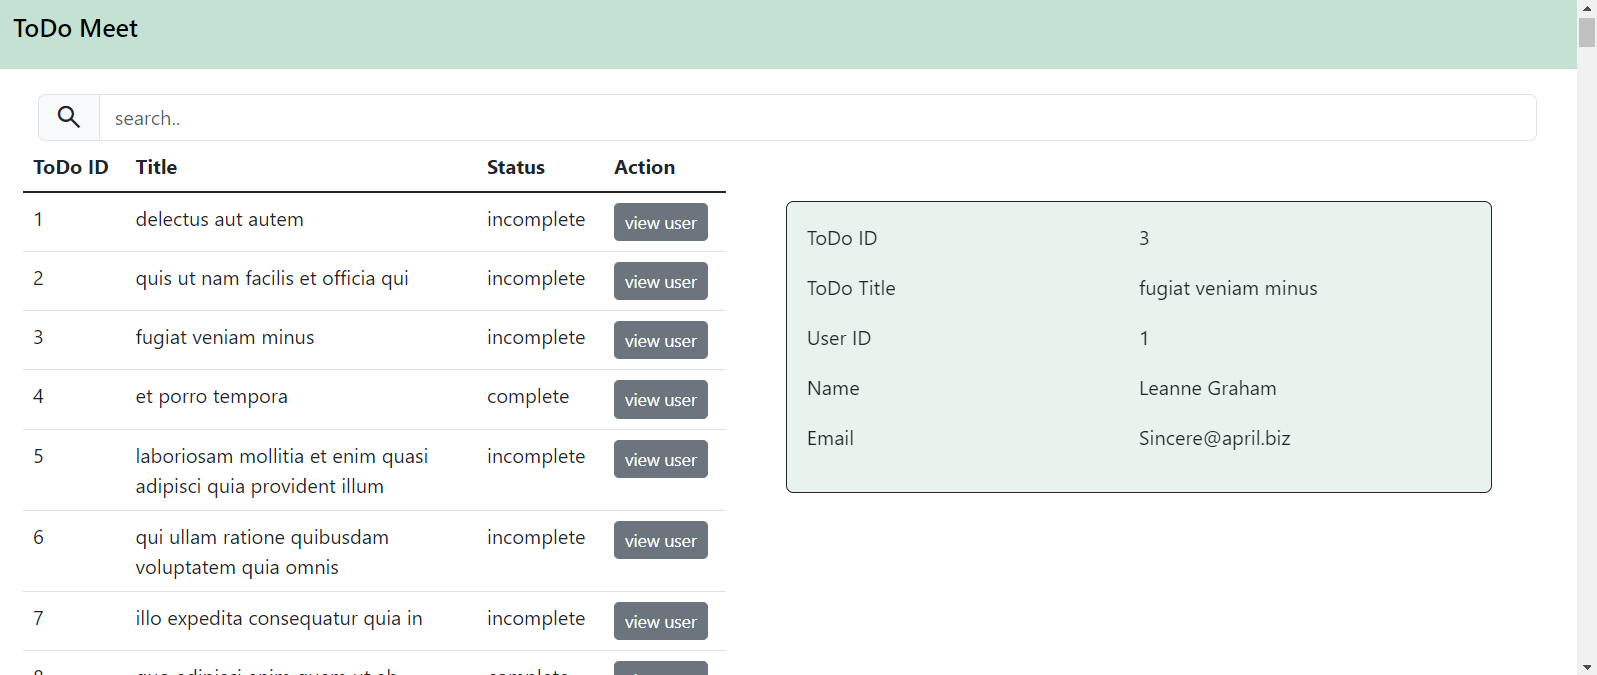 ToDo Meet
search..
ToDo ID Title Status Action
1 delectus aut autem incomplete view user
2 quis ut nam facilis et officia qui incomplete view user
3 fugiat veniam minus incomplete view user
4 et porro tempora complete view user
5 laboriosam mollitia et enim quasi incomplete view user
adipisci quia provident illum
6 qui ullam ratione quibusdam incomplete view user
voluptatem quia omnis
7 illo expedita consequatur quia in incomplete view user
ToDo ID 3
ToDo Title fugiat veniam minus
User ID 1
Name Leanne Graham
Email Sincere@april.biz